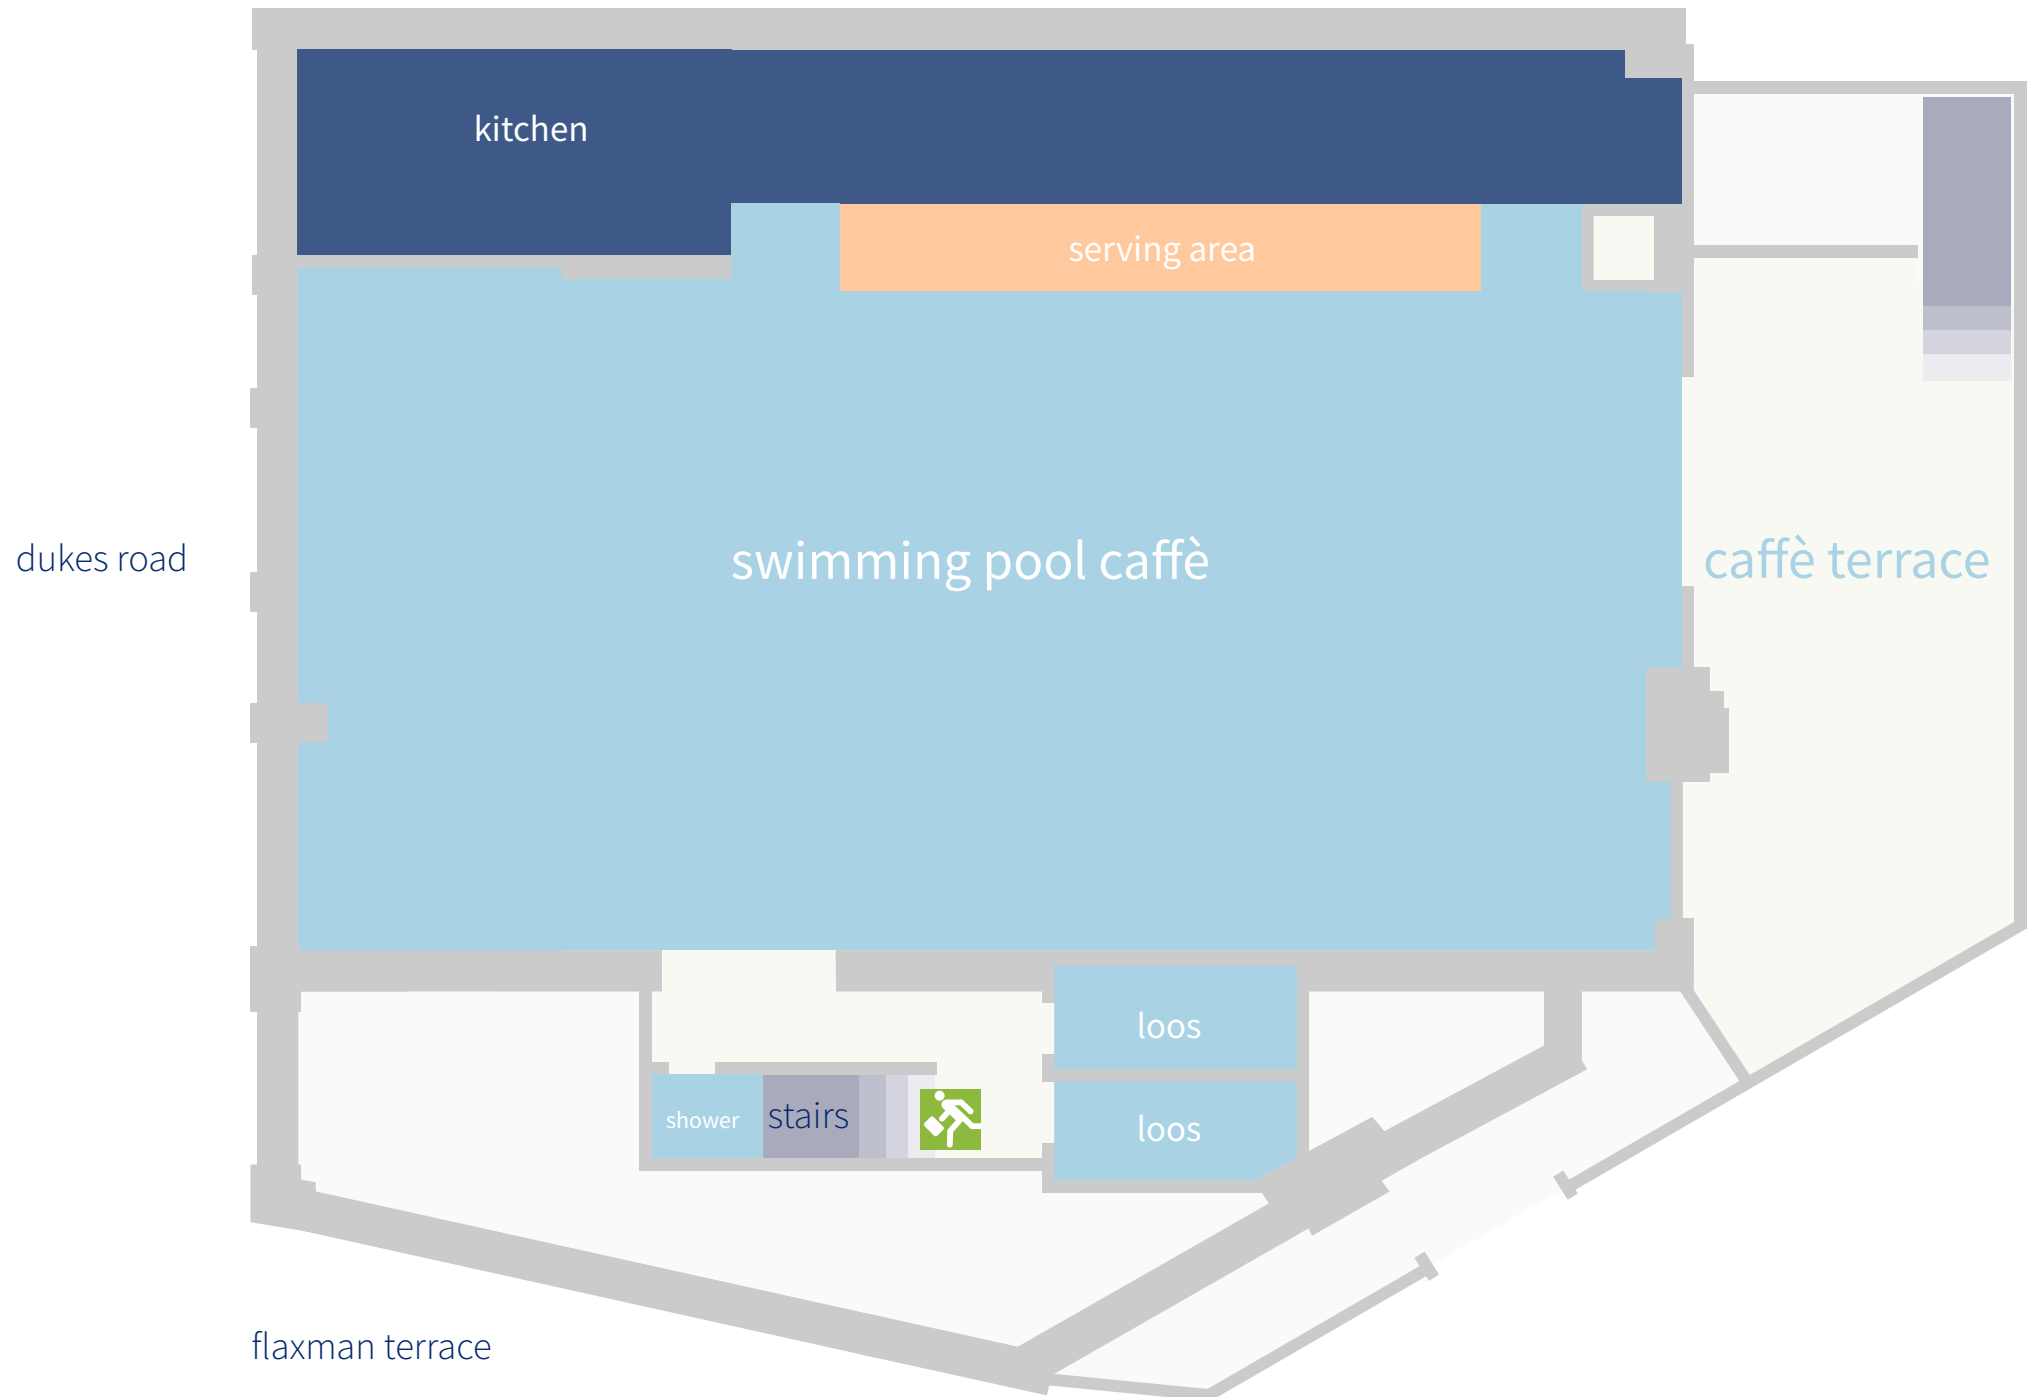 kitchen
serving area
dukes road
swimming pool caffè
caffè terrace
loos
shower
stairs
loos
flaxman terrace